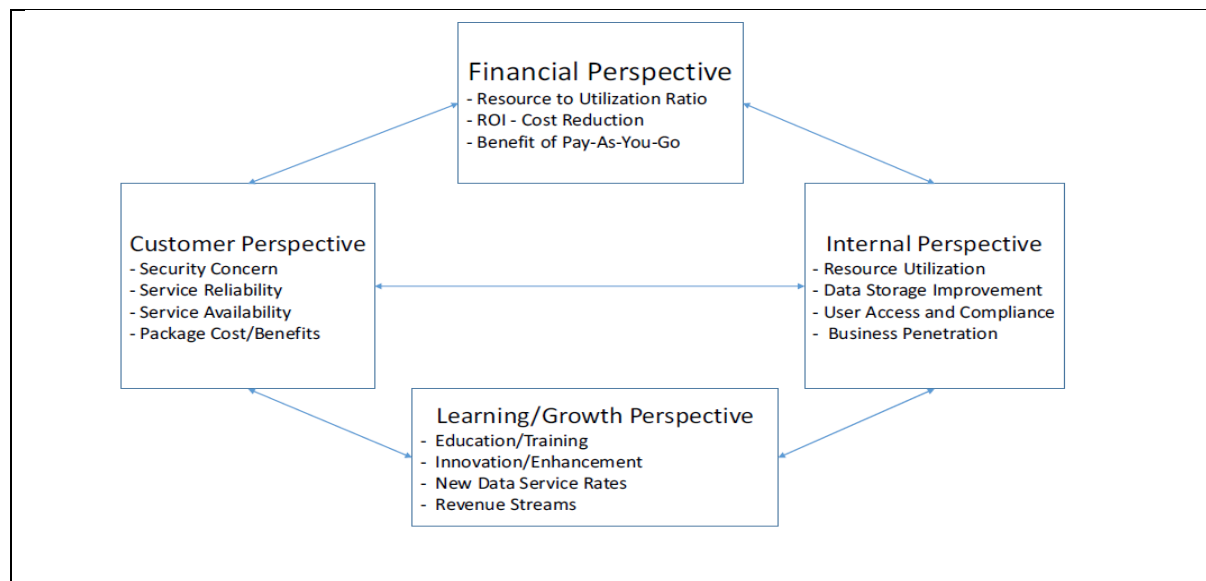 Financial Perspective
- Resource to Utilization Ratio
- ROI - Cost Reduction
- Benefit of Pay-As-You-Go
Customer Perspective
- Security Concern
- Service Reliability
- Service Availability
- Package Cost/Benefits
Internal Perspective
- Resource Utilization
- Data Storage Improvement
- User Access and Compliance
- Business Penetration
Learning/Growth Perspective
- Education/Training
- Innovation/Enhancement
- New Data Service Rates
- Revenue Streams